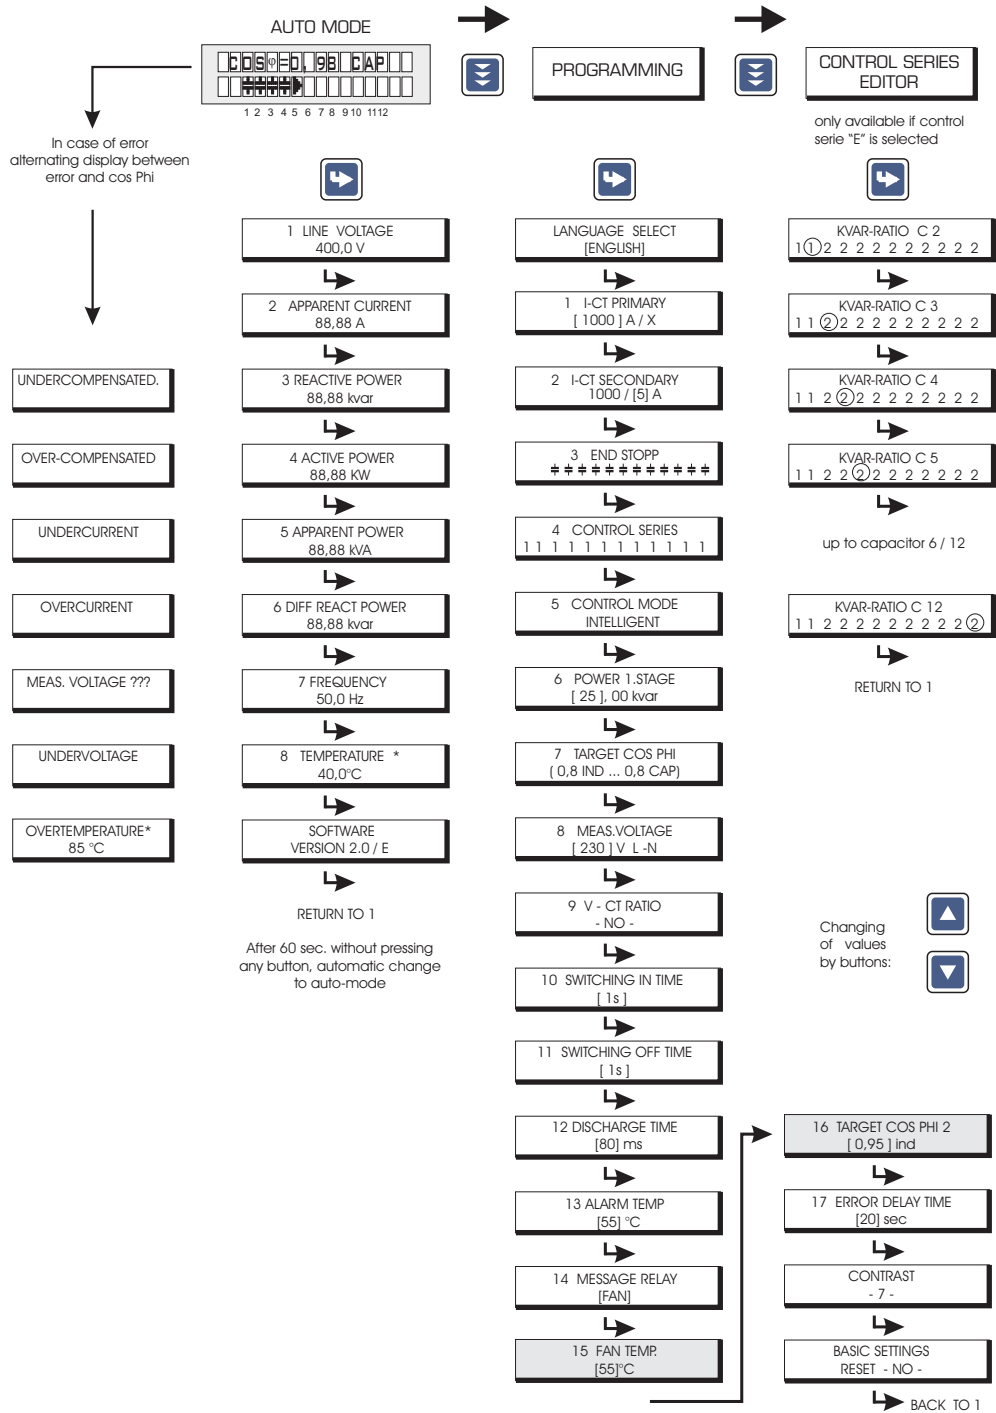 AUTO MODE
COSφ=0,98 CAP
1 2 3 4 5 6 7 8 9 10 11 12
PROGRAMMING
CONTROL SERIES
EDITOR
only available if control
serie "E" is selected
In case of error
alternating display between
error and cos Phi
UNDERCOMPENSATED.
OVER-COMPENSATED
UNDERCURRENT
OVERCURRENT
MEAS. VOLTAGE ???
UNDERVOLTAGE
OVERTEMPERATURE*
85 °C
1 LINE VOLTAGE
400,0 V
2 APPARENT CURRENT
88,88 A
3 REACTIVE POWER
88,88 kvar
4 ACTIVE POWER
88,88 KW
5 APPARENT POWER
88,88 kVA
6 DIFF REACT POWER
88,88 kvar
7 FREQUENCY
50,0 Hz
8 TEMPERATURE *
40,0°C
SOFTWARE
VERSION 2.0 / E
RETURN TO 1
After 60 sec. without pressing
any button, automatic change
to auto-mode
LANGUAGE SELECT
[ENGLISH]
1 I-CT PRIMARY
[ 1000 ] A / X
2 I-CT SECONDARY
1000 / [5] A
3 END STOPP
4 CONTROL SERIES
1 1 1 1 1 1 1 1 1 1 1 1
5 CONTROL MODE
INTELLIGENT
6 POWER 1.STAGE
[ 25 ], 00 kvar
7 TARGET COS PHI
( 0,8 IND ... 0,8 CAP)
8 MEAS.VOLTAGE
[ 230 ] V L -N
9 V - CT RATIO
- NO -
10 SWITCHING IN TIME
[ 1s ]
11 SWITCHING OFF TIME
[ 1s ]
12 DISCHARGE TIME
[80] ms
13 ALARM TEMP
[55] °C
14 MESSAGE RELAY
[FAN]
15 FAN TEMP.
[55]°C
KVAR-RATIO C 2
1 1 2 2 2 2 2 2 2 2 2 2
KVAR-RATIO C 3
1 1 2 2 2 2 2 2 2 2 2 2
KVAR-RATIO C 4
1 1 2 2 2 2 2 2 2 2 2 2
KVAR-RATIO C 5
1 1 2 2 2 2 2 2 2 2 2 2
up to capacitor 6 / 12
KVAR-RATIO C 12
1 1 2 2 2 2 2 2 2 2 2 2
RETURN TO 1
Changing
of values
by buttons:
16 TARGET COS PHI 2
[ 0,95 ] ind
17 ERROR DELAY TIME
[20] sec
CONTRAST
- 7 -
BASIC SETTINGS
RESET - NO -
BACK TO 1